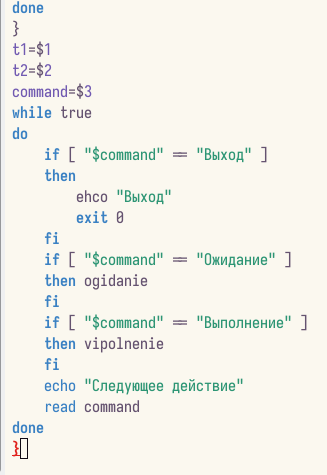 done
}
t1=$1
t2=$2
command=$3
while true
do
    if [ "$command" == "Выход" ]
    then
        ehco "Выход"
        exit 0
    fi
    if [ "$command" == "Ожидание" ]
    then ogidanie
    fi
    if [ "$command" == "Выполнение" ]
    then vipolnenie
    fi
    echo "Следующее действие"
    read command
done
}